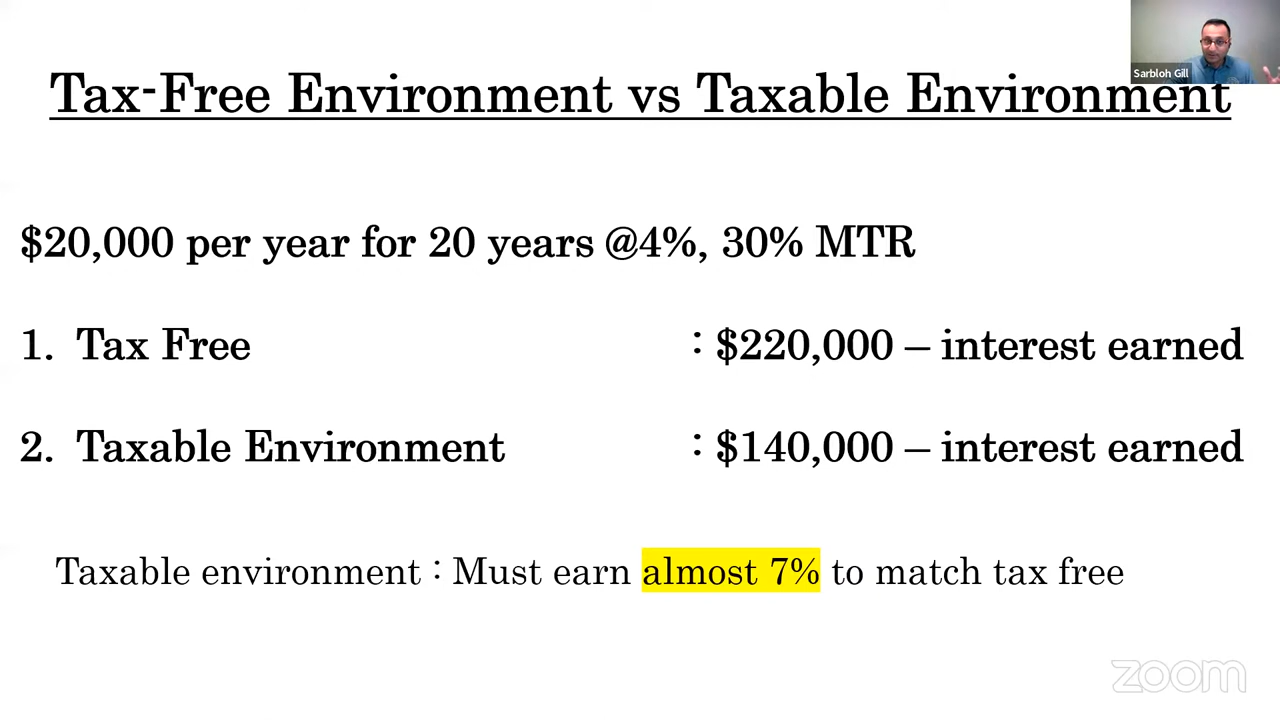 Sarbloh Gill
Tax-Free Environment vs Taxable Environment
$20,000 per year for 20 years @4%, 30% MTR
1. Tax Free : $220,000 – interest earned
2. Taxable Environment : $140,000 – interest earned
Taxable environment : Must earn almost 7% to match tax free
zoom